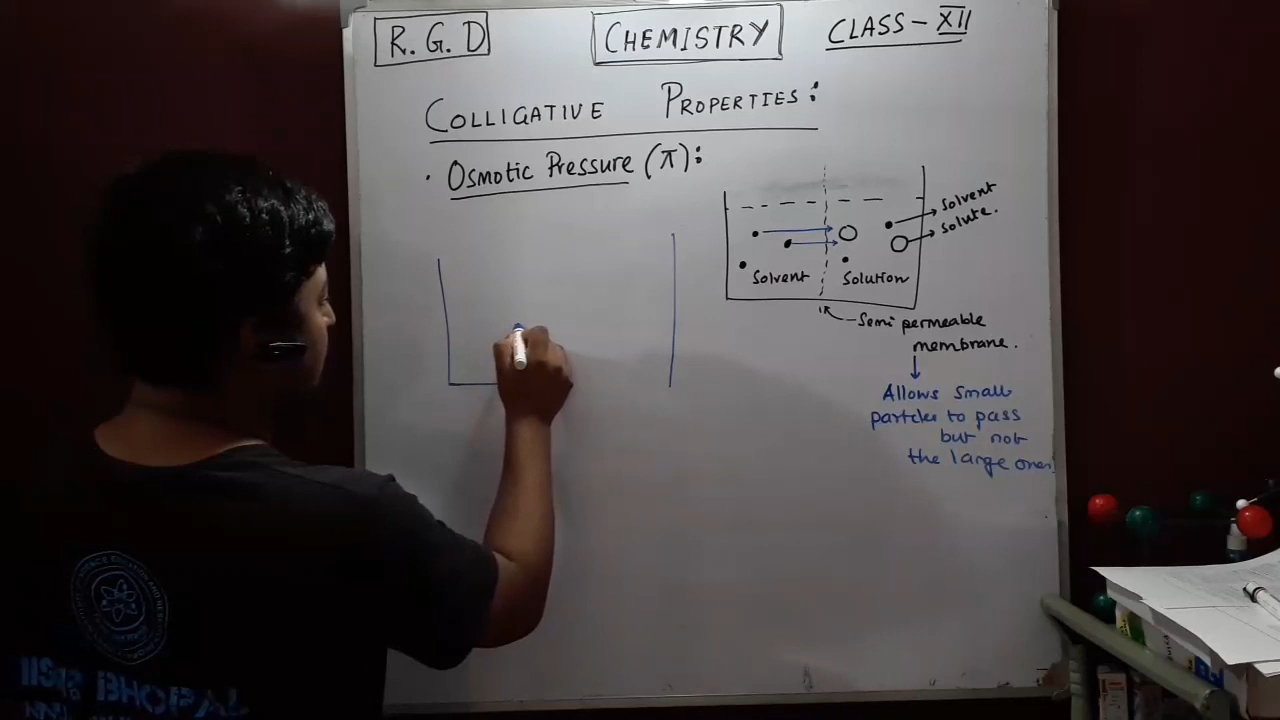 R. G. D
CHEMISTRY
CLASS - XII
COLLIGATIVE PROPERTIES:
· Osmotic Pressure (π):
Solvent
Solute.
Solvent
Solution
Semi permeable
membrane.
Allows small
particles to pass
but not
the large ones
BHOPAL